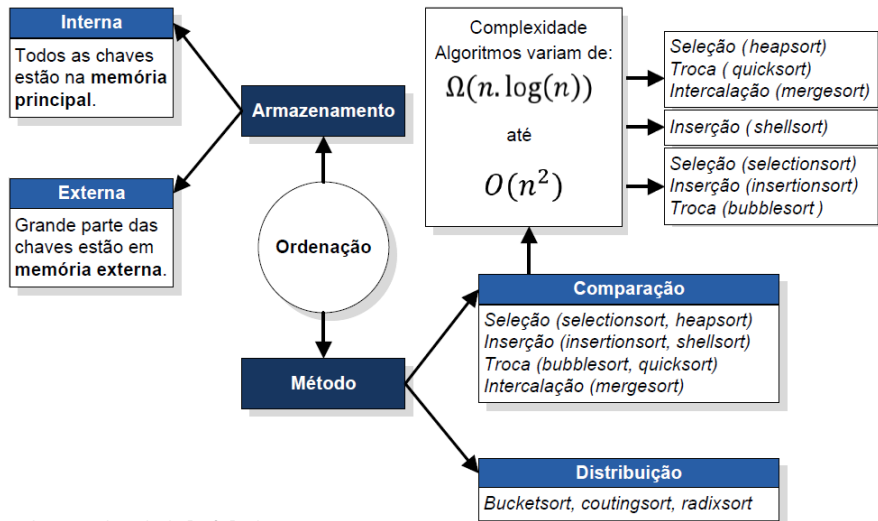 Interna
Todos as chaves
estão na memória
principal.
Armazenamento
Externa
Grande parte das
chaves estão em
memória externa.
Ordenação
Método
Complexidade
Algoritmos variam de:
Ω(n.log(n))
até
O(n²)
Seleção (heapsort)
Troca ( quicksort)
Intercalação (mergesort)
Inserção (shellsort)
Seleção (selectionsort)
Inserção (insertionsort)
Troca (bubblesort )
Comparação
Seleção (selectionsort, heapsort)
Inserção (insertionsort, shellsort)
Troca (bubblesort, quicksort)
Intercalação (mergesort)
Distribuição
Bucketsort, coutingsort, radixsort